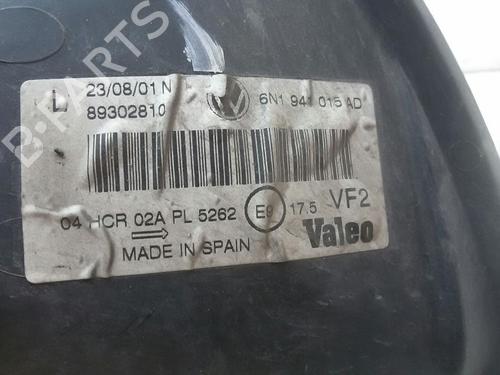 B-PARTS
L 23/08/01 N 6N1 941 015 AD
89302810
04 HCR 02A PL 5262 E9 17.5 VF2
MADE IN SPAIN Valeo